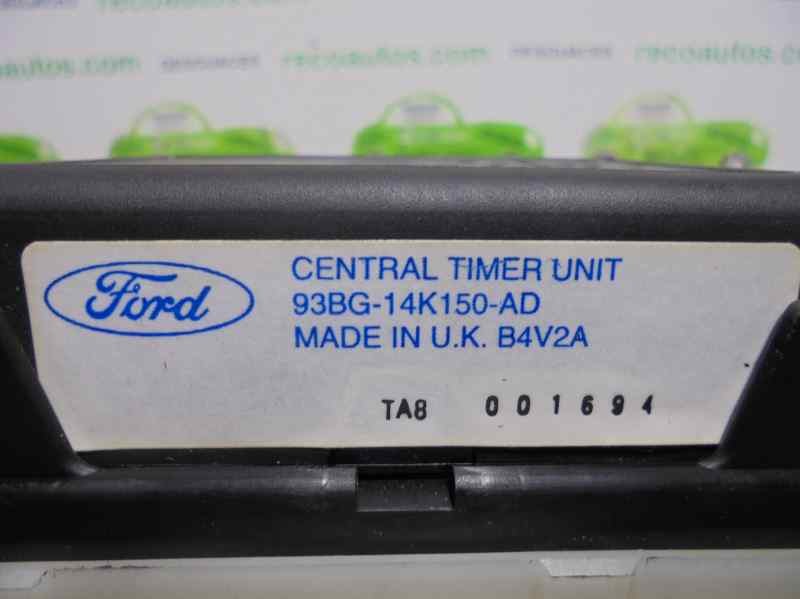 recoautos.com
recoautos.com
Ford
CENTRAL TIMER UNIT
93BG-14K150-AD
MADE IN U.K. B4V2A
TA8 001694